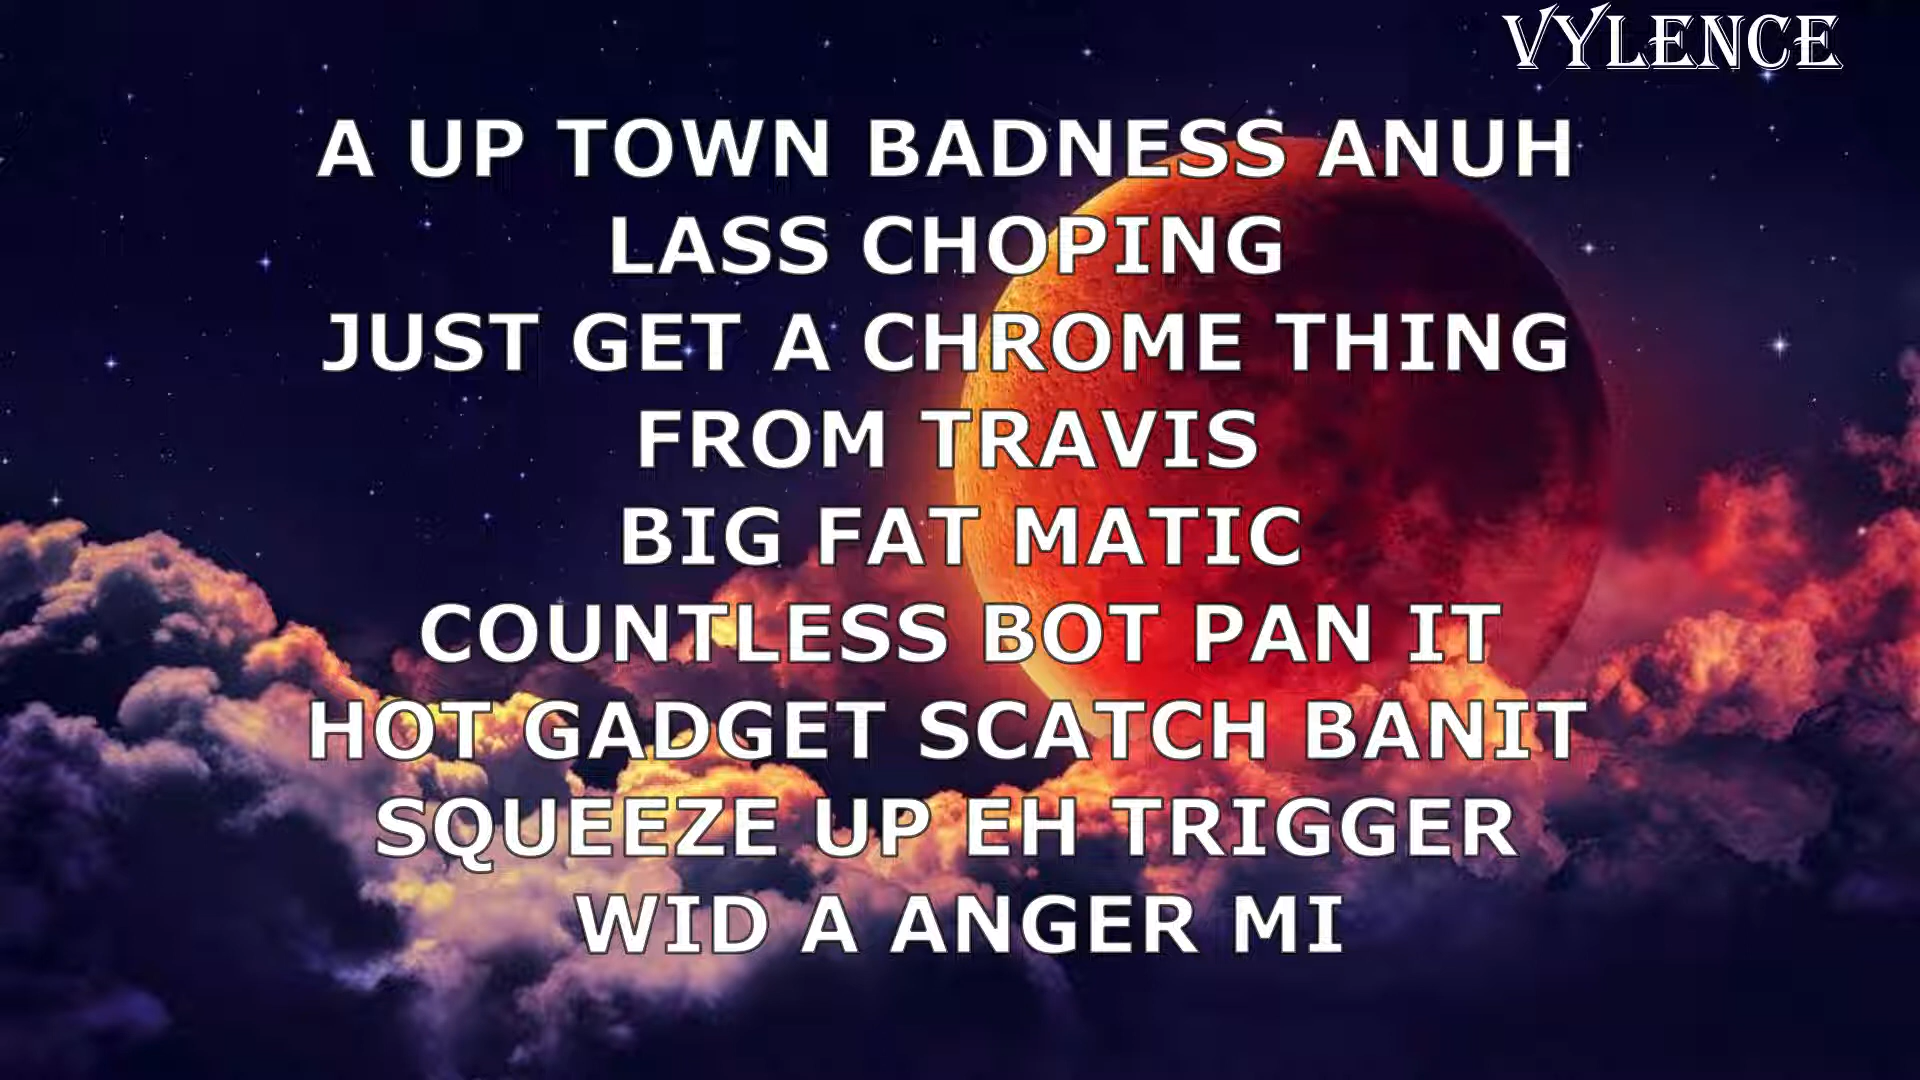 VYLENCE
A UP TOWN BADNESS ANUH
LASS CHOPING
JUST GET A CHROME THING
FROM TRAVIS
BIG FAT MATIC
COUNTLESS BOT PAN IT
HOT GADGET SCATCH BANIT
SQUEEZE UP EH TRIGGER
WID A ANGER MI